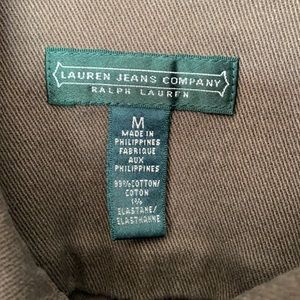 LAUREN JEANS COMPANY
RALPH LAUREN
M
MADE IN
PHILIPPINES
FABRIQUE
AUX
PHILIPPINES
99% COTTON/
COTON
1%
ELASTANE/
ELASTHANNE